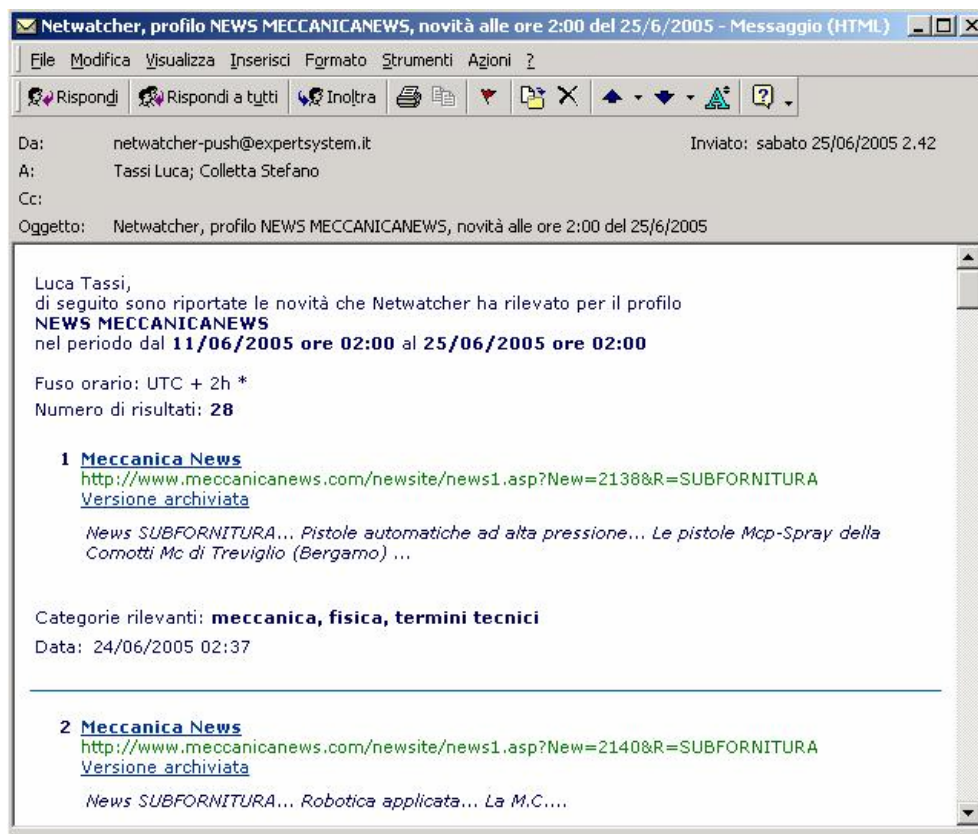 Netwatcher, profilo NEWS MECCANICANEWS, novità alle ore 2:00 del 25/6/2005 - Messaggio (HTML)
File Modifica Visualizza Inserisci Formato Strumenti Azioni ?
Rispondi Rispondi a tutti Inoltra
Da: netwatcher-push@expertsystem.it Inviato: sabato 25/06/2005 2.42
A: Tassi Luca; Colletta Stefano
Cc:
Oggetto: Netwatcher, profilo NEWS MECCANICANEWS, novità alle ore 2:00 del 25/6/2005
Luca Tassi,
di seguito sono riportate le novità che Netwatcher ha rilevato per il profilo
NEWS MECCANICANEWS
nel periodo dal 11/06/2005 ore 02:00 al 25/06/2005 ore 02:00
Fuso orario: UTC + 2h *
Numero di risultati: 28
1 Meccanica News
http://www.meccanicanews.com/newsite/news1.asp?New=2138&R=SUBFORNITURA
Versione archiviata
News SUBFORNITURA... Pistole automatiche ad alta pressione... Le pistole Mcp-Spray della
Comotti Mc di Treviglio (Bergamo) ...
Categorie rilevanti: meccanica, fisica, termini tecnici
Data: 24/06/2005 02:37
2 Meccanica News
http://www.meccanicanews.com/newsite/news1.asp?New=2140&R=SUBFORNITURA
Versione archiviata
News SUBFORNITURA... Robotica applicata... La M.C....